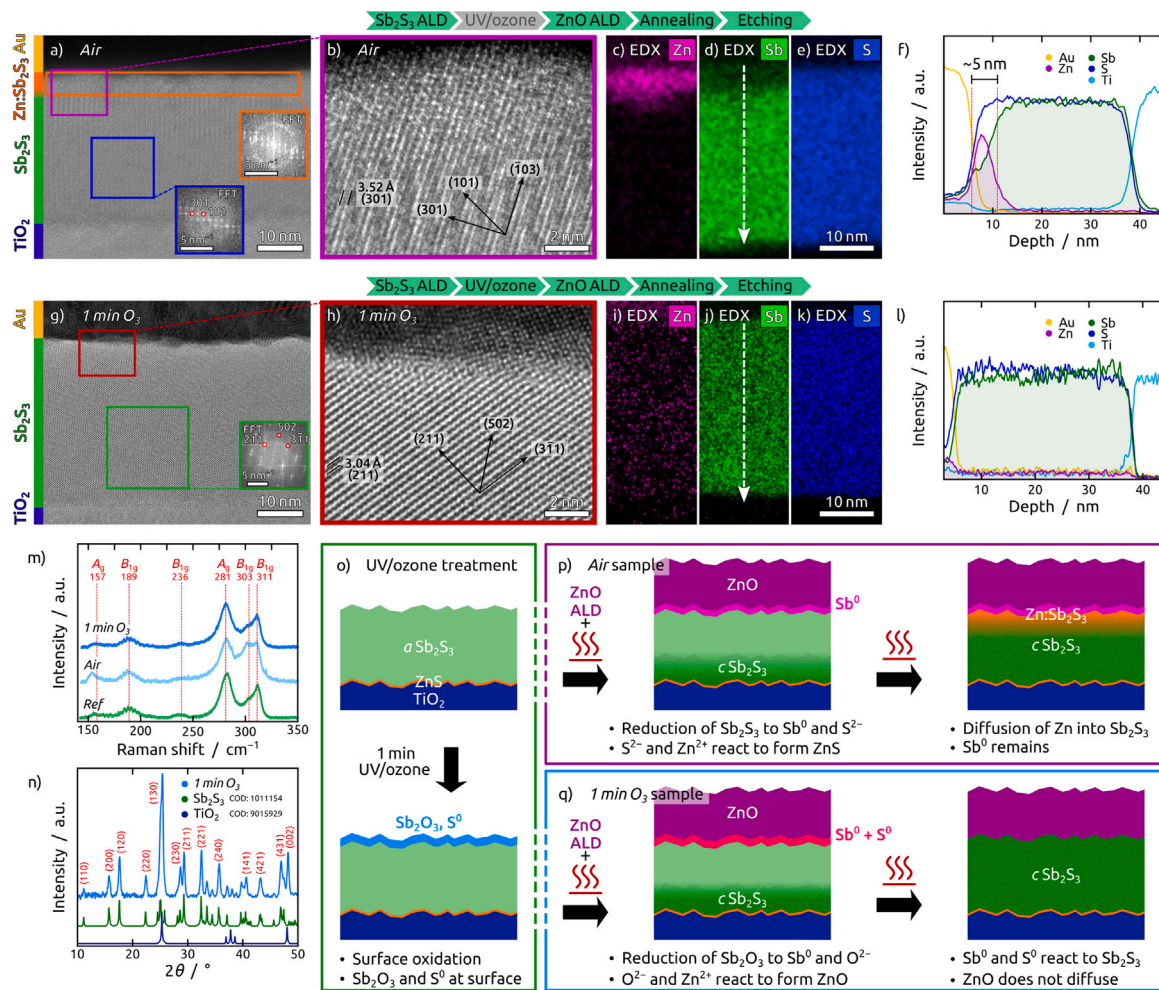 Sb₂S₃ ALD UV/ozone ZnO ALD Annealing Etching
a) Air
Au
Zn:Sb₂S₃
Sb₂S₃
TiO₂
FFT
5 nm⁻¹
FFT
301
101
5 nm⁻¹
10 nm
b) Air
3.52 Å
(301)
(301)
(101)
(1̄03)
2 nm
c) EDX Zn
d) EDX Sb
e) EDX S
10 nm
f)
Au
Zn
Sb
S
Ti
~5 nm
Intensity / a.u.
10 20 30 40
Depth / nm
Sb₂S₃ ALD UV/ozone ZnO ALD Annealing Etching
g) 1 min O₃
Au
Sb₂S₃
TiO₂
FFT
502
211
31̄1
5 nm⁻¹
10 nm
h) 1 min O₃
3.04 Å
(211)
(211)
(502)
(31̄1)
2 nm
i) EDX Zn
j) EDX Sb
k) EDX S
10 nm
l)
Au
Zn
Sb
S
Ti
Intensity / a.u.
10 20 30 40
Depth / nm
m)
A_g 157
B₁g 189
B₁g 236
A_g 281
B₁g 303
B₁g 311
1 min O₃
Air
Ref
Intensity / a.u.
150 200 250 300 350
Raman shift / cm⁻¹
n)
1 min O₃
Sb₂S₃ COD: 1011154
TiO₂ COD: 9015929
(110)
(200)
(120)
(220)
(130)
(230)
(211)
(221)
(240)
(141)
(421)
(431)
(002)
Intensity / a.u.
10 20 30 40 50
2θ / °
o) UV/ozone treatment
a Sb₂S₃
ZnS
TiO₂
1 min
UV/ozone
Sb₂O₃, S⁰
• Surface oxidation
• Sb₂O₃ and S⁰ at surface
p) Air sample
ZnO
ALD
+
ZnO
Sb⁰
c Sb₂S₃
Zn:Sb₂S₃
c Sb₂S₃
• Reduction of Sb₂S₃ to Sb⁰ and S²⁻
• S²⁻ and Zn²⁺ react to form ZnS
• Diffusion of Zn into Sb₂S₃
• Sb⁰ remains
q) 1 min O₃ sample
ZnO
ALD
+
ZnO
Sb⁰ + S⁰
c Sb₂S₃
c Sb₂S₃
• Reduction of Sb₂O₃ to Sb⁰ and O²⁻
• O²⁻ and Zn²⁺ react to form ZnO
• Sb⁰ and S⁰ react to Sb₂S₃
• ZnO does not diffuse